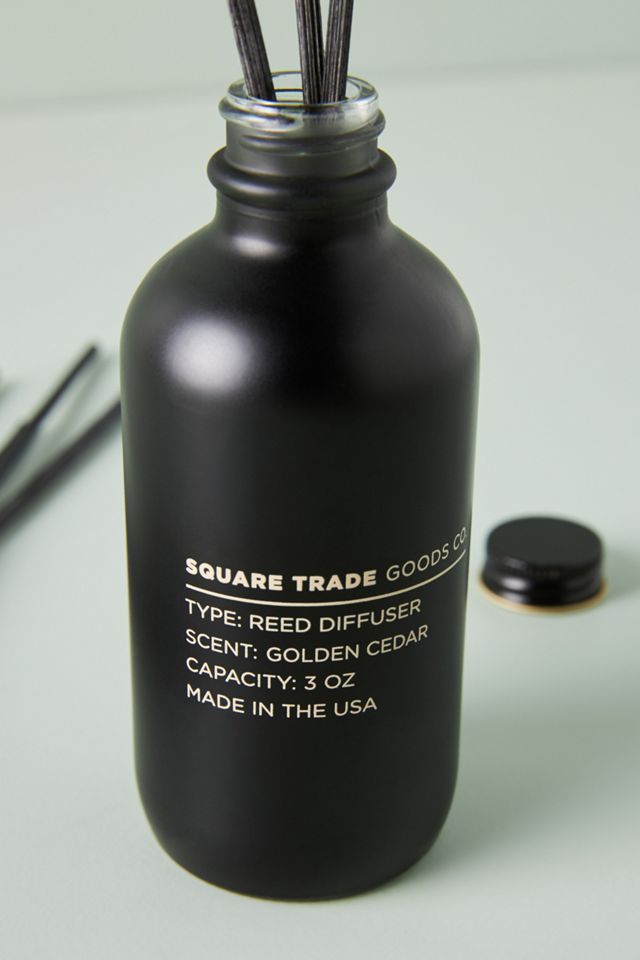 SQUARE TRADE GOODS CO.
TYPE: REED DIFFUSER
SCENT: GOLDEN CEDAR
CAPACITY: 3 OZ
MADE IN THE USA